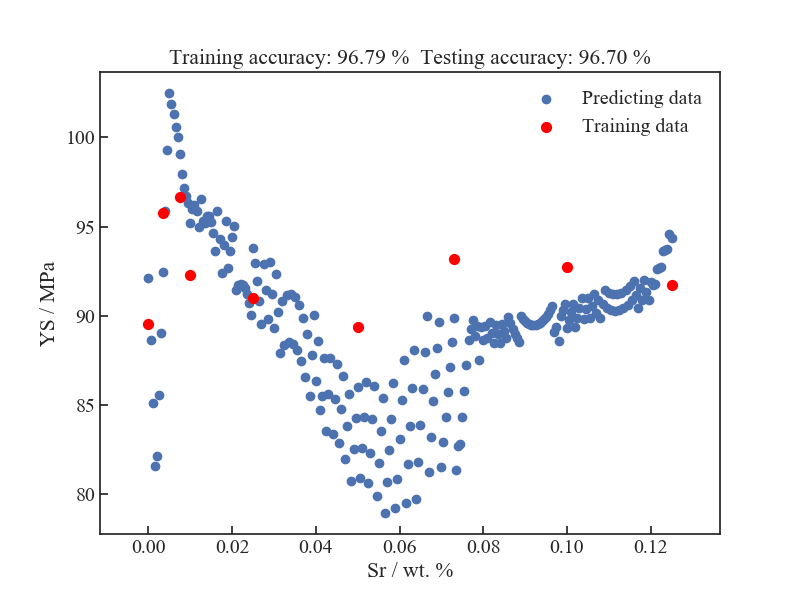 Training accuracy: 96.79 % Testing accuracy: 96.70 %
Predicting data
Training data
100
95
90
85
80
YS / MPa
0.00 0.02 0.04 0.06 0.08 0.10 0.12
Sr / wt. %